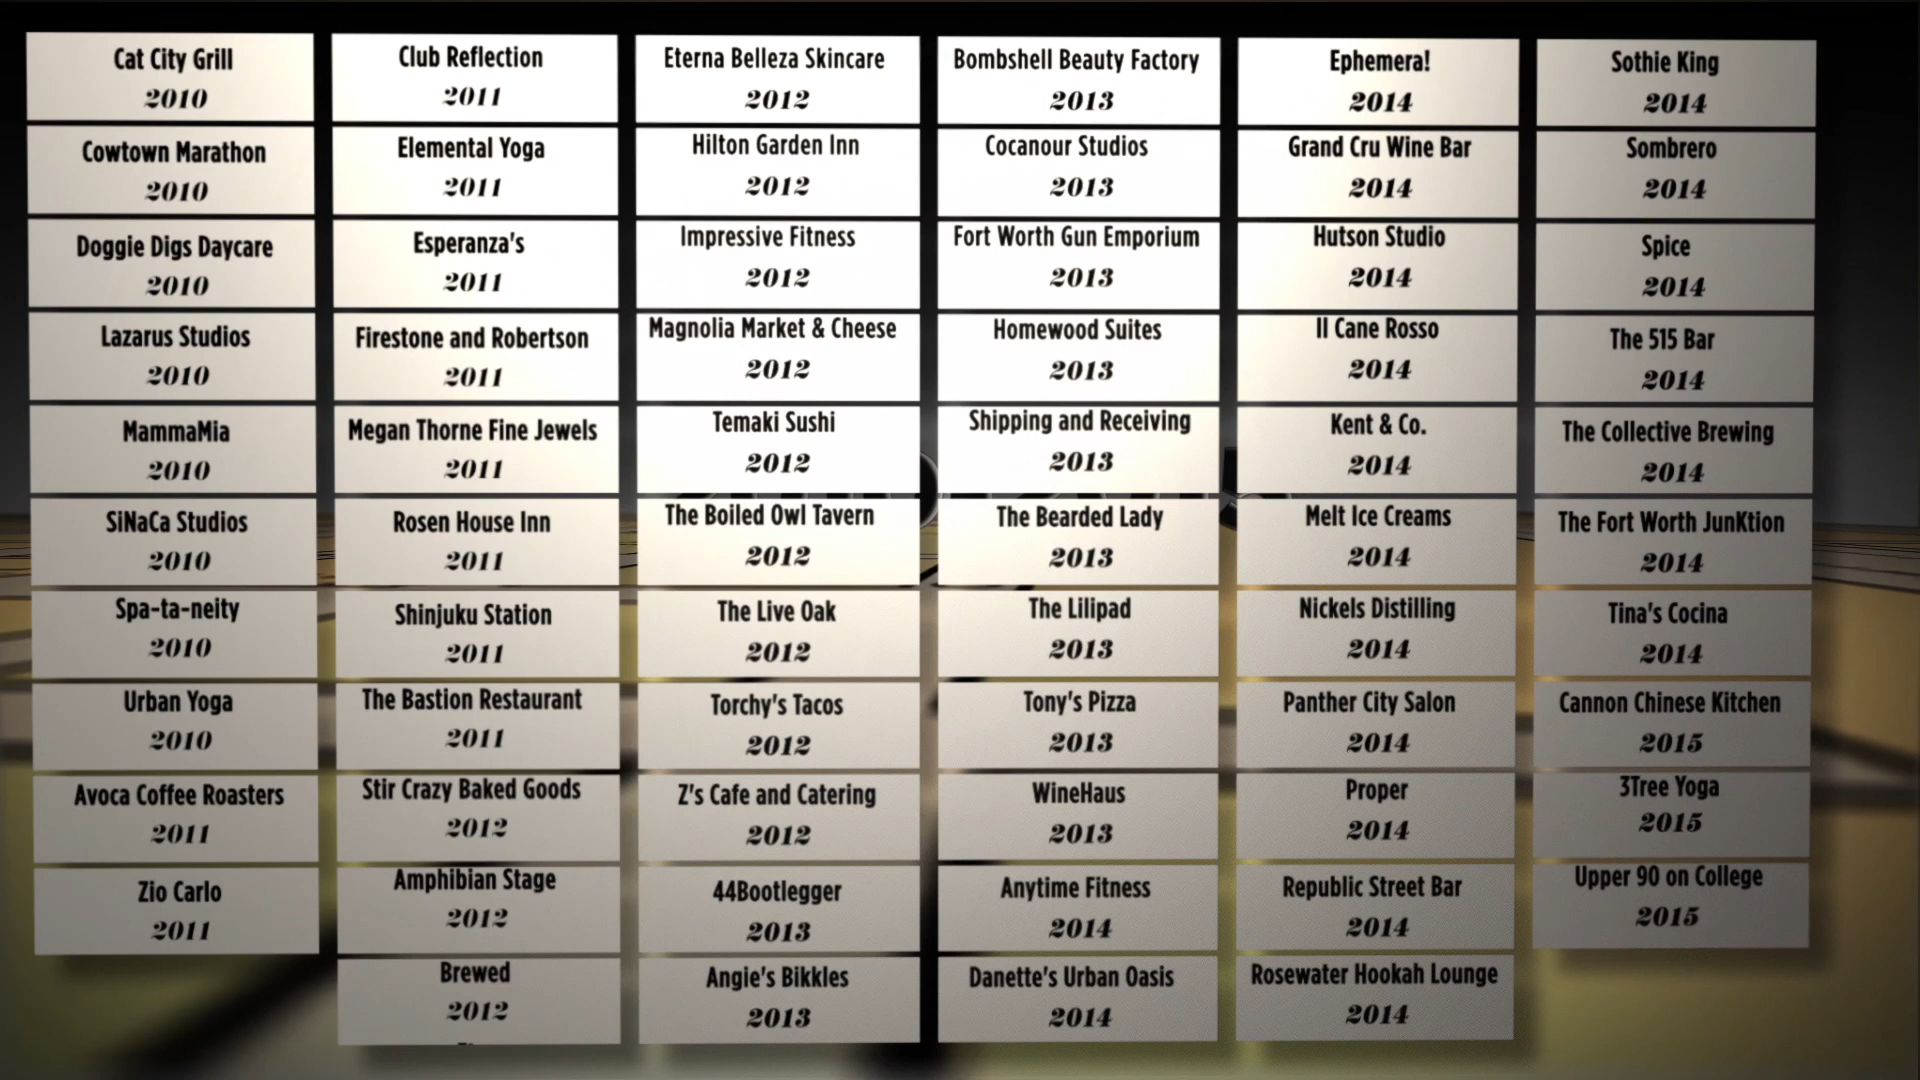 Cat City Grill
2010
Cowtown Marathon
2010
Doggie Digs Daycare
2010
Lazarus Studios
2010
MammaMia
2010
SiNaCa Studios
2010
Spa-ta-neity
2010
Urban Yoga
2010
Avoca Coffee Roasters
2011
Zio Carlo
2011
Club Reflection
2011
Elemental Yoga
2011
Esperanza's
2011
Firestone and Robertson
2011
Megan Thorne Fine Jewels
2011
Rosen House Inn
2011
Shinjuku Station
2011
The Bastion Restaurant
2011
Stir Crazy Baked Goods
2012
Amphibian Stage
2012
Brewed
2012
Eterna Belleza Skincare
2012
Hilton Garden Inn
2012
Impressive Fitness
2012
Magnolia Market & Cheese
2012
Temaki Sushi
2012
The Boiled Owl Tavern
2012
The Live Oak
2012
Torchy's Tacos
2012
Z's Cafe and Catering
2012
44Bootlegger
2013
Angie's Bikkles
2013
Bombshell Beauty Factory
2013
Cocanour Studios
2013
Fort Worth Gun Emporium
2013
Homewood Suites
2013
Shipping and Receiving
2013
The Bearded Lady
2013
The Lilipad
2013
Tony's Pizza
2013
WineHaus
2013
Anytime Fitness
2014
Danette's Urban Oasis
2014
Ephemera!
2014
Grand Cru Wine Bar
2014
Hutson Studio
2014
Il Cane Rosso
2014
Kent & Co.
2014
Melt Ice Creams
2014
Nickels Distilling
2014
Panther City Salon
2014
Proper
2014
Republic Street Bar
2014
Rosewater Hookah Lounge
2014
Sothie King
2014
Sombrero
2014
Spice
2014
The 515 Bar
2014
The Collective Brewing
2014
The Fort Worth JunKtion
2014
Tina's Cocina
2014
Cannon Chinese Kitchen
2015
3Tree Yoga
2015
Upper 90 on College
2015